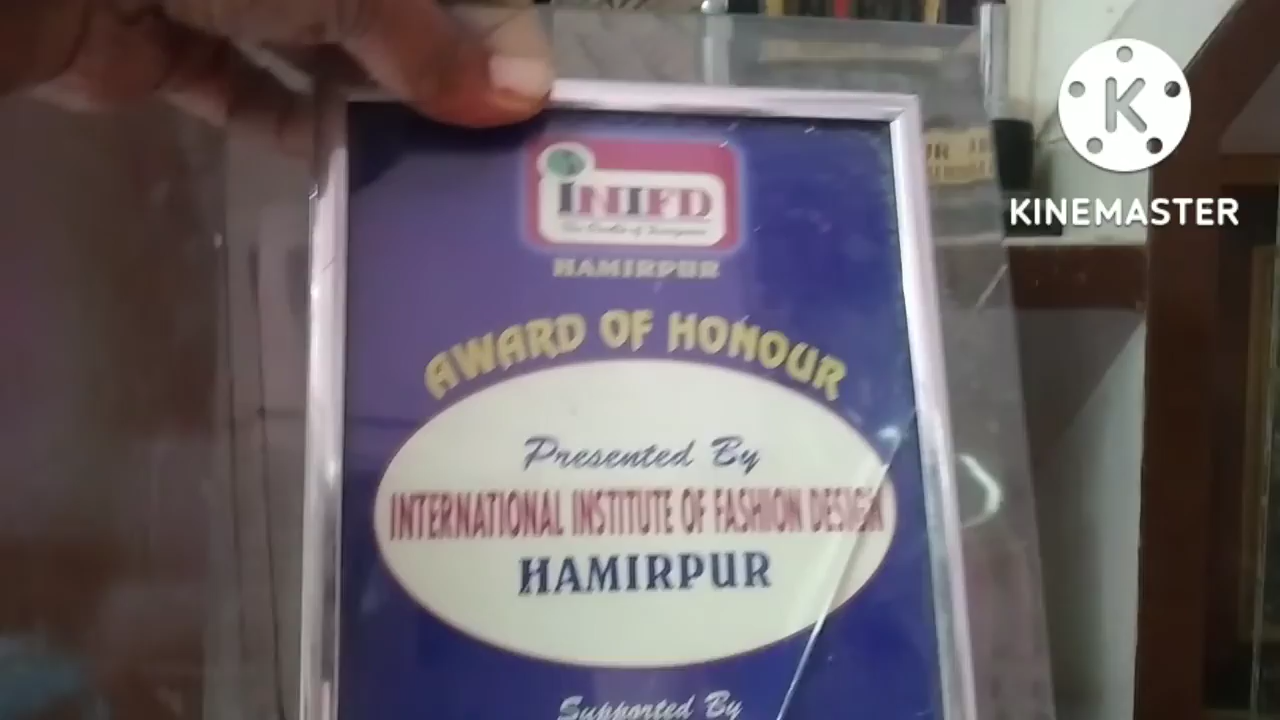 INIFD
HAMIRPUR
AWARD OF HONOUR
Presented By
INTERNATIONAL INSTITUTE OF FASHION DESIGN
HAMIRPUR
Supported By
K
KINEMASTER